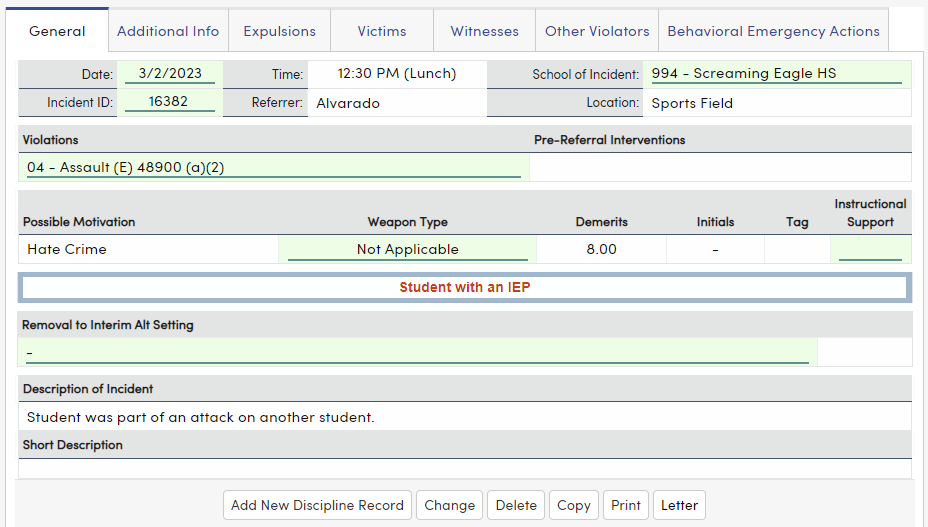 General Additional Info Expulsions Victims Witnesses Other Violators Behavioral Emergency Actions
Date: 3/2/2023 Time: 12:30 PM (Lunch) School of Incident: 994 - Screaming Eagle HS
Incident ID: 16382 Referrer: Alvarado Location: Sports Field
Violations Pre-Referral Interventions
04 - Assault (E) 48900 (a)(2)
Possible Motivation Weapon Type Demerits Initials Tag Instructional Support
Hate Crime Not Applicable 8.00 -
Student with an IEP
Removal to Interim Alt Setting
-
Description of Incident
Student was part of an attack on another student.
Short Description
Add New Discipline Record Change Delete Copy Print Letter